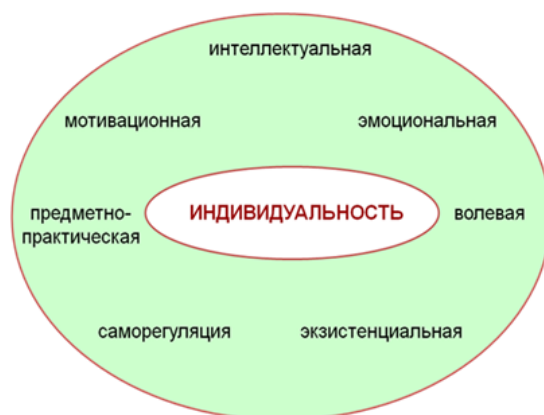 интеллектуальная
мотивационная
эмоциональная
предметно-
практическая
ИНДИВИДУАЛЬНОСТЬ
волевая
саморегуляция
экзистенциальная